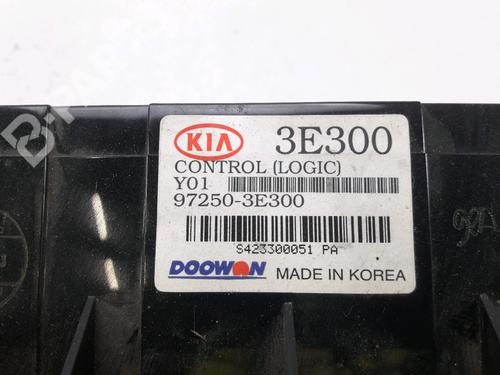 KIA 3E300
CONTROL (LOGIC)
Y01
97250-3E300
S423300051 PA
DOOWON MADE IN KOREA